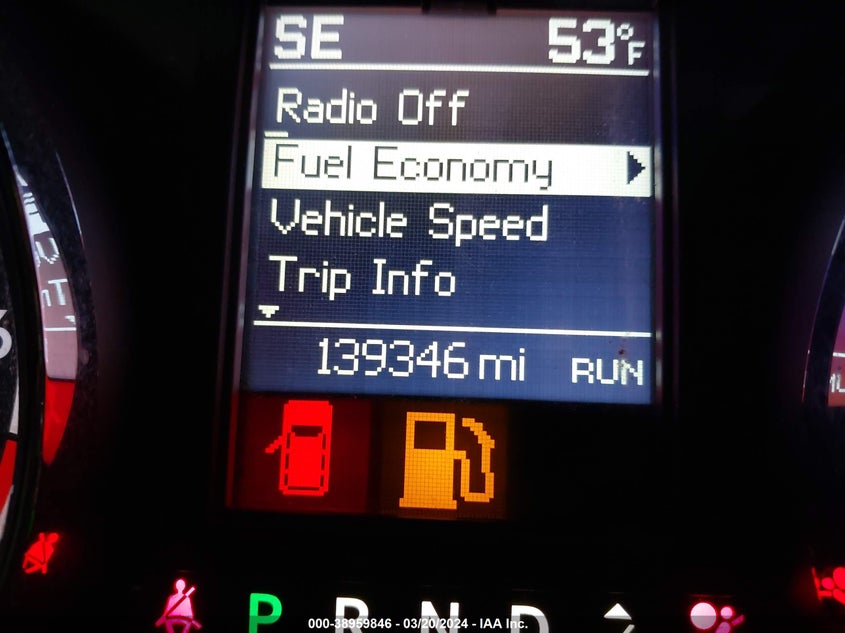 SE 53°F
Radio Off
Fuel Economy
Vehicle Speed
Trip Info
139346 mi RUN
P R N D
000-38959846 - 03/20/2024 - IAA Inc.